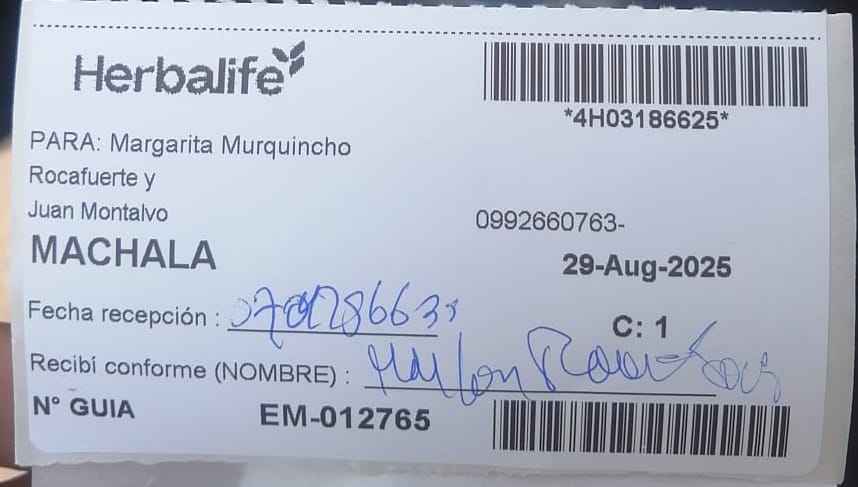 Herbalife
*4H03186625*
PARA: Margarita Murquincho
Rocafuerte y
Juan Montalvo
0992660763-
MACHALA
29-Aug-2025
Fecha recepción :
C: 1
Recibí conforme (NOMBRE) : Marlon
N° GUIA EM-012765